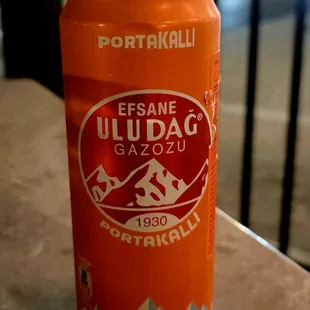 PORTAKALLI
EFSANE
ULUDAĞ®
GAZOZU
1930
PORTAKALLI